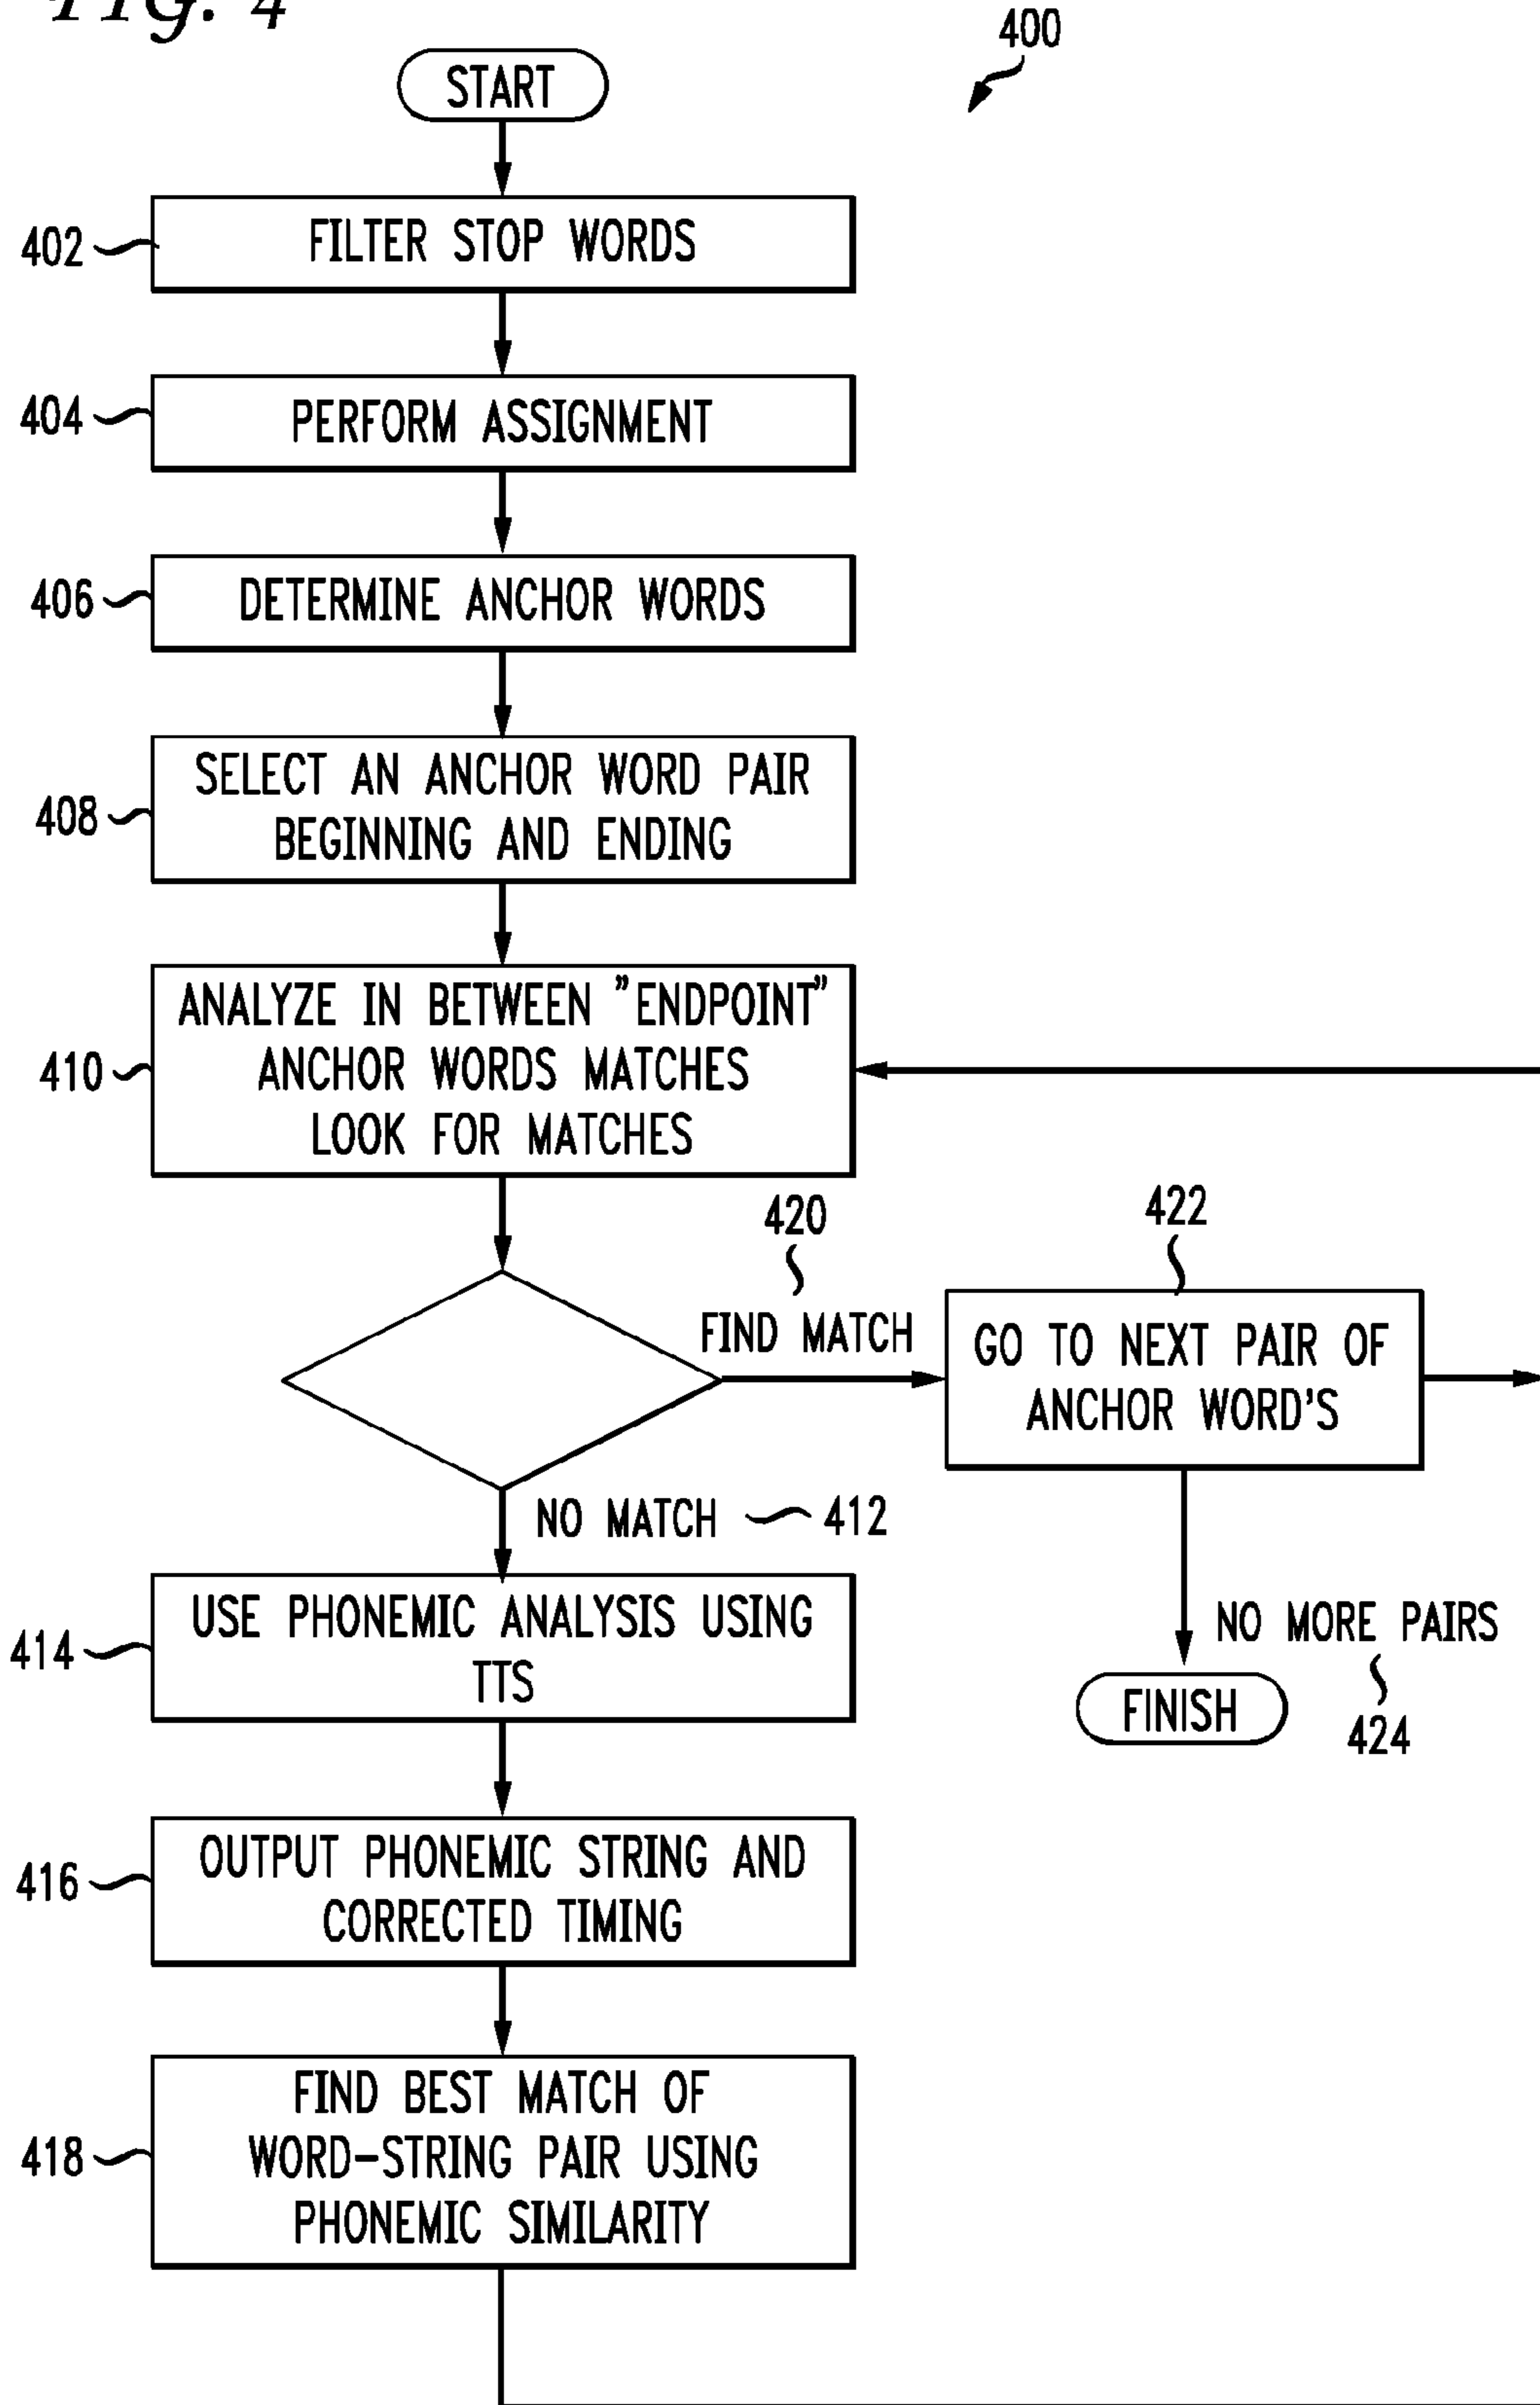 FIG. 4
400
START
402
FILTER STOP WORDS
404
PERFORM ASSIGNMENT
406
DETERMINE ANCHOR WORDS
408
SELECT AN ANCHOR WORD PAIR
BEGINNING AND ENDING
410
ANALYZE IN BETWEEN "ENDPOINT"
ANCHOR WORDS MATCHES
LOOK FOR MATCHES
420
FIND MATCH
422
GO TO NEXT PAIR OF
ANCHOR WORD'S
NO MATCH 412
414
USE PHONEMIC ANALYSIS USING
TTS
NO MORE PAIRS
424
FINISH
416
OUTPUT PHONEMIC STRING AND
CORRECTED TIMING
418
FIND BEST MATCH OF
WORD-STRING PAIR USING
PHONEMIC SIMILARITY